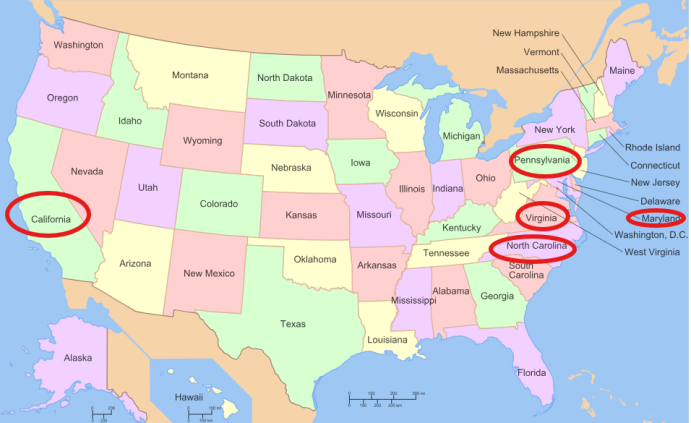 New Hampshire
Vermont
Massachusetts
Washington
Montana
North Dakota
Minnesota
Maine
Oregon
Idaho
Wisconsin
South Dakota
Michigan
New York
Wyoming
Rhode Island
Pennsylvania
Connecticut
Iowa
Nebraska
Nevada
Ohio
New Jersey
Utah
Illinois
Indiana
Colorado
Delaware
California
Kansas
Missouri
Virginia
Maryland
Kentucky
Washington, D.C.
North Carolina
Tennessee
West Virginia
Arizona
Oklahoma
New Mexico
Arkansas
South
Carolina
Mississippi
Alabama
Georgia
Texas
Louisiana
Alaska
Florida
Hawaii